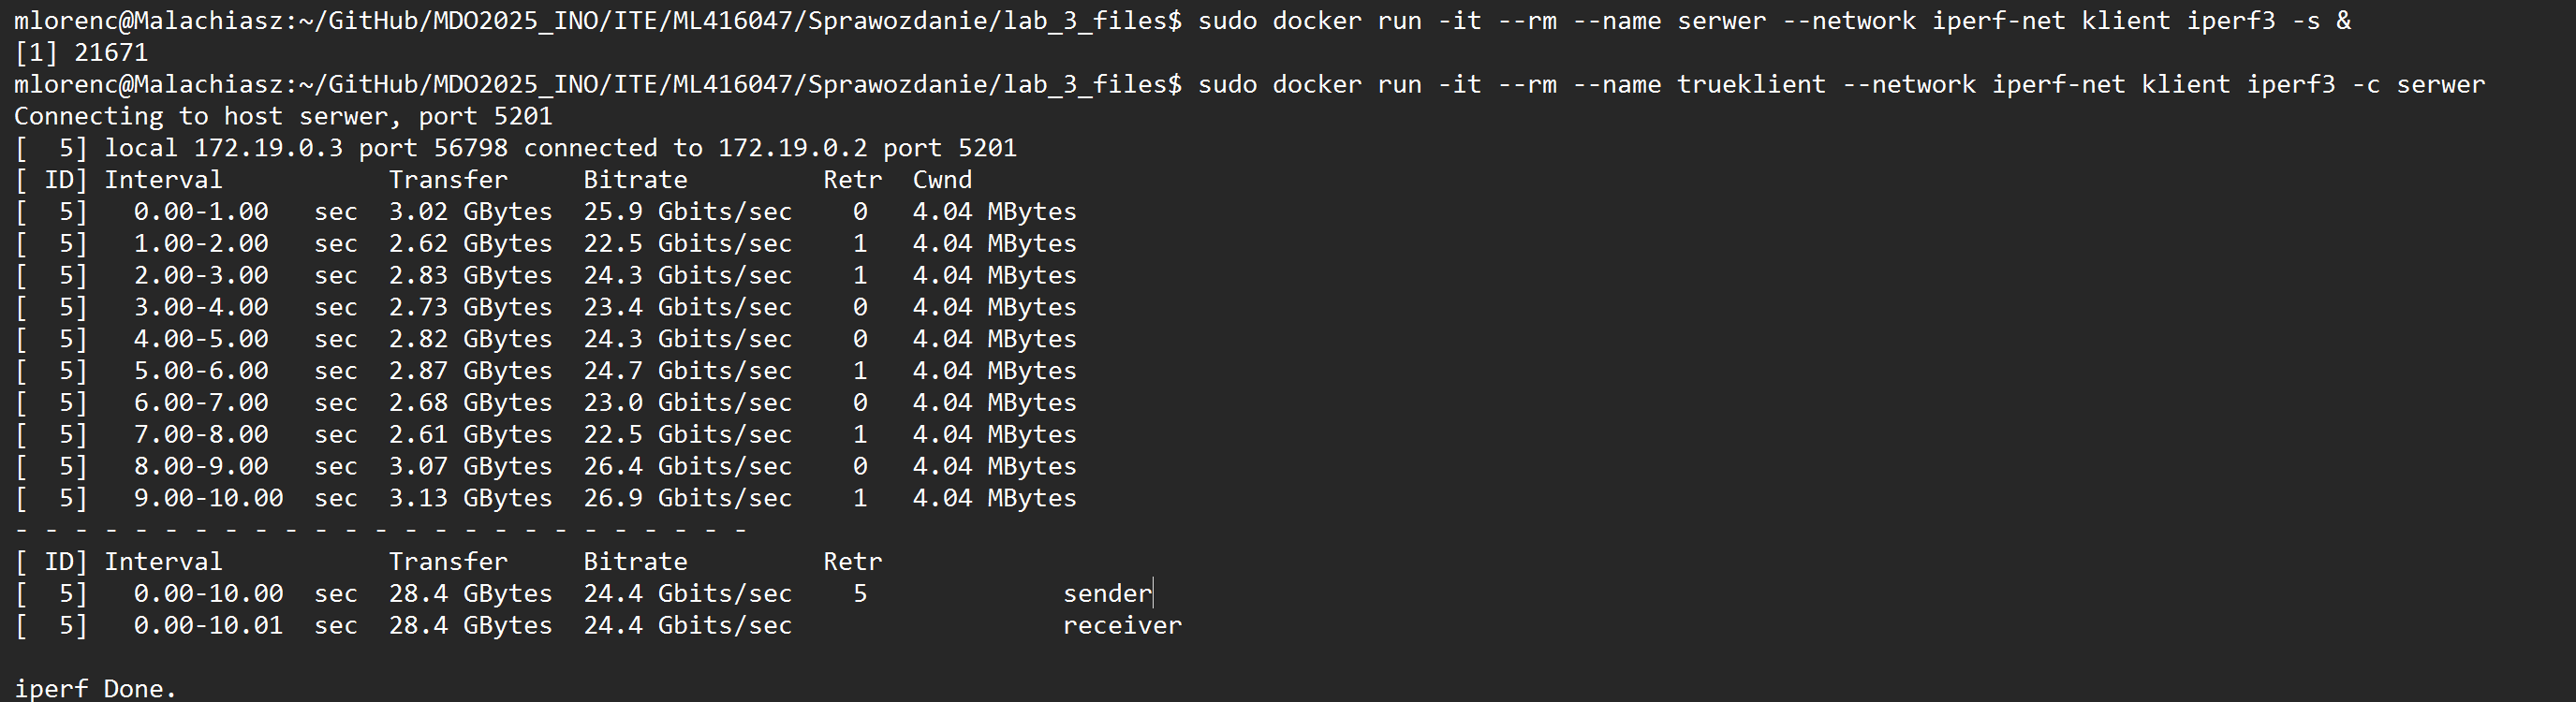 mlorenc@Malachiasz:~/GitHub/MDO2025_INO/ITE/ML416047/Sprawozdanie/lab_3_files$ sudo docker run -it --rm --name serwer --network iperf-net klient iperf3 -s &
[1] 21671
mlorenc@Malachiasz:~/GitHub/MDO2025_INO/ITE/ML416047/Sprawozdanie/lab_3_files$ sudo docker run -it --rm --name trueklient --network iperf-net klient iperf3 -c serwer
Connecting to host serwer, port 5201
[  5] local 172.19.0.3 port 56798 connected to 172.19.0.2 port 5201
[ ID] Interval           Transfer     Bitrate         Retr  Cwnd
[  5]   0.00-1.00   sec  3.02 GBytes  25.9 Gbits/sec    0   4.04 MBytes
[  5]   1.00-2.00   sec  2.62 GBytes  22.5 Gbits/sec    1   4.04 MBytes
[  5]   2.00-3.00   sec  2.83 GBytes  24.3 Gbits/sec    1   4.04 MBytes
[  5]   3.00-4.00   sec  2.73 GBytes  23.4 Gbits/sec    0   4.04 MBytes
[  5]   4.00-5.00   sec  2.82 GBytes  24.3 Gbits/sec    0   4.04 MBytes
[  5]   5.00-6.00   sec  2.87 GBytes  24.7 Gbits/sec    1   4.04 MBytes
[  5]   6.00-7.00   sec  2.68 GBytes  23.0 Gbits/sec    0   4.04 MBytes
[  5]   7.00-8.00   sec  2.61 GBytes  22.5 Gbits/sec    1   4.04 MBytes
[  5]   8.00-9.00   sec  3.07 GBytes  26.4 Gbits/sec    0   4.04 MBytes
[  5]   9.00-10.00  sec  3.13 GBytes  26.9 Gbits/sec    1   4.04 MBytes
- - - - - - - - - - - - - - - - - - - - - - - - -
[ ID] Interval           Transfer     Bitrate         Retr
[  5]   0.00-10.00  sec  28.4 GBytes  24.4 Gbits/sec    5             sender
[  5]   0.00-10.01  sec  28.4 GBytes  24.4 Gbits/sec                  receiver
iperf Done.